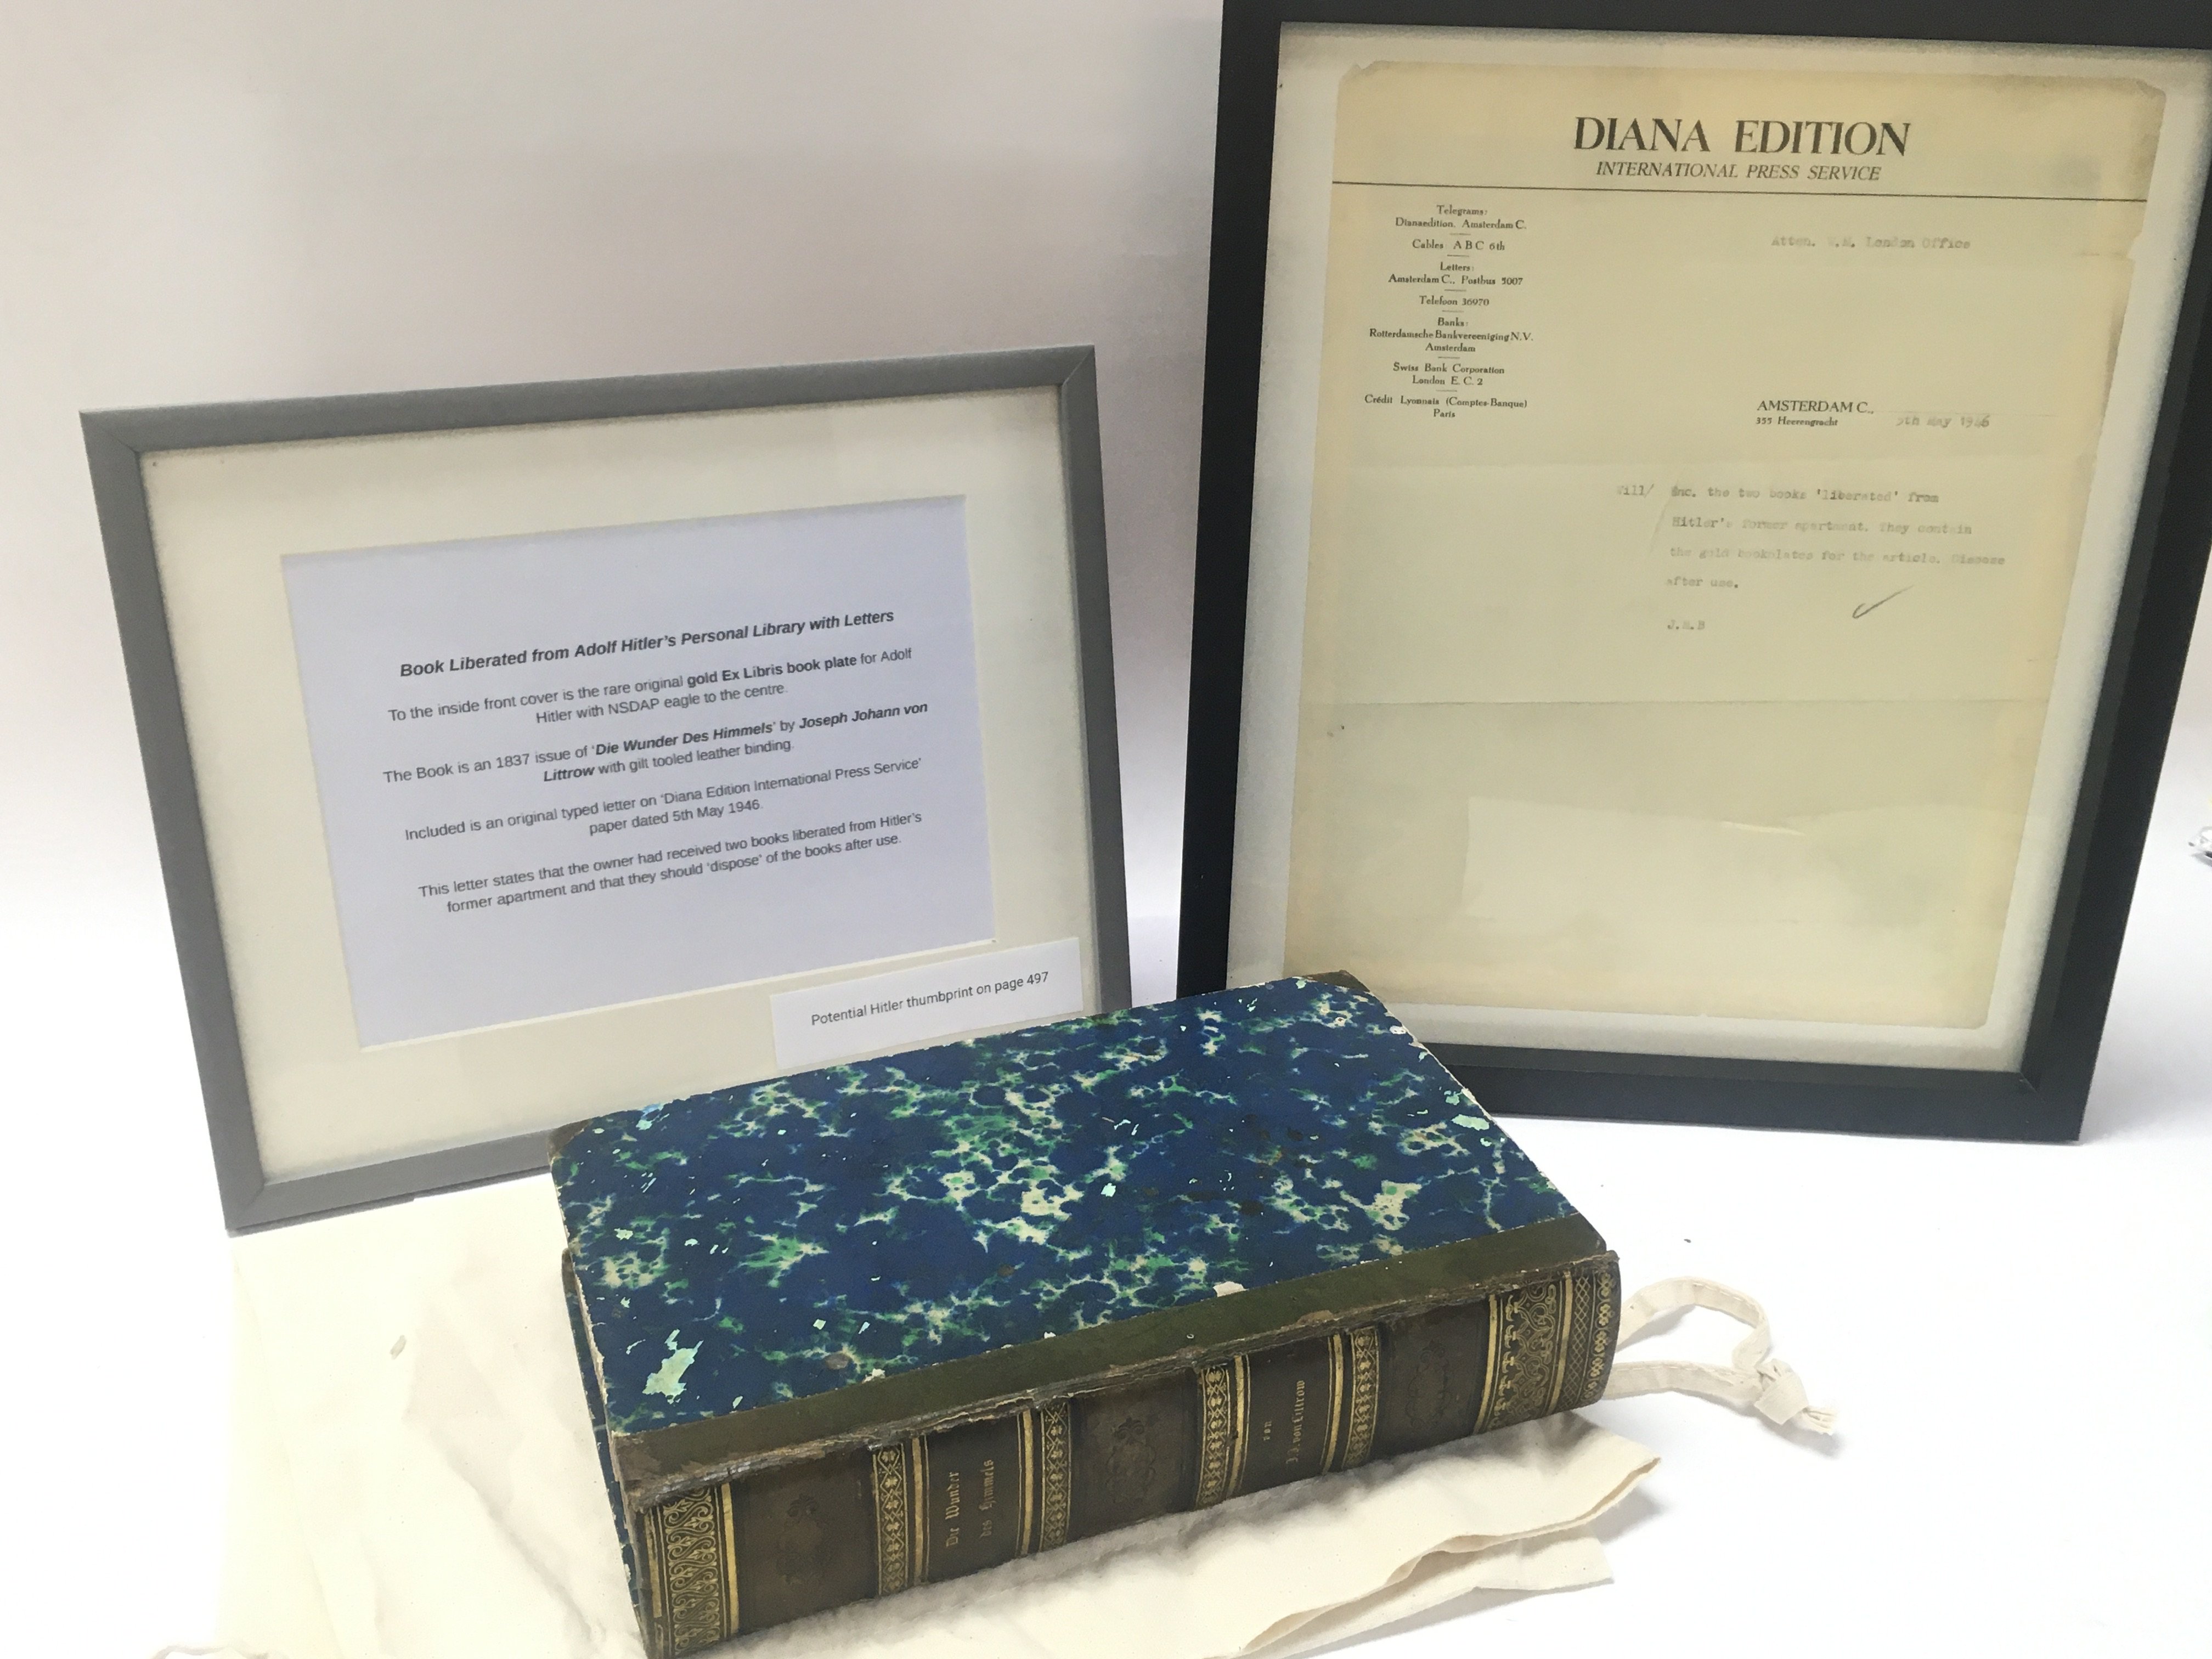 Book Liberated from Adolf Hitler's Personal Library with Letters
To the inside front cover is the rare original gold Ex Libris book plate for Adolf
Hitler with NSDAP eagle to the centre.
The Book is an 1837 issue of 'Die Wunder Des Himmels' by Joseph Johann von
Littrow with gilt tooled leather binding.
Included is an original typed letter on 'Diana Edition International Press Service'
paper dated 5th May 1946.
This letter states that the owner had received two books liberated from Hitler's
former apartment and that they should 'dispose' of the books after use.
Potential Hitler thumbprint on page 497
DIANA EDITION
INTERNATIONAL PRESS SERVICE
Telegrams:
Dianaedition, Amsterdam C.
Cables A B C 6th
Letters:
Amsterdam C., Postbus 5007
Telefoon 36970
Banks:
Rotterdamsche Bankvereeniging N.V.
Amsterdam
Swiss Bank Corporation
London E. C. 2
Crédit Lyonnais (Comptes-Banque)
Paris
Atten. W.M. London Office
AMSTERDAM C.,
355 Heerengracht
5th May 1946
Will/ Enc. the two books 'liberated' from
Hitler's former apartment. They contain
the gold bookplates for the article. Dispose
after use.
J.M.B
Die Wunder
des Himmels
von
J.J. von Littrow